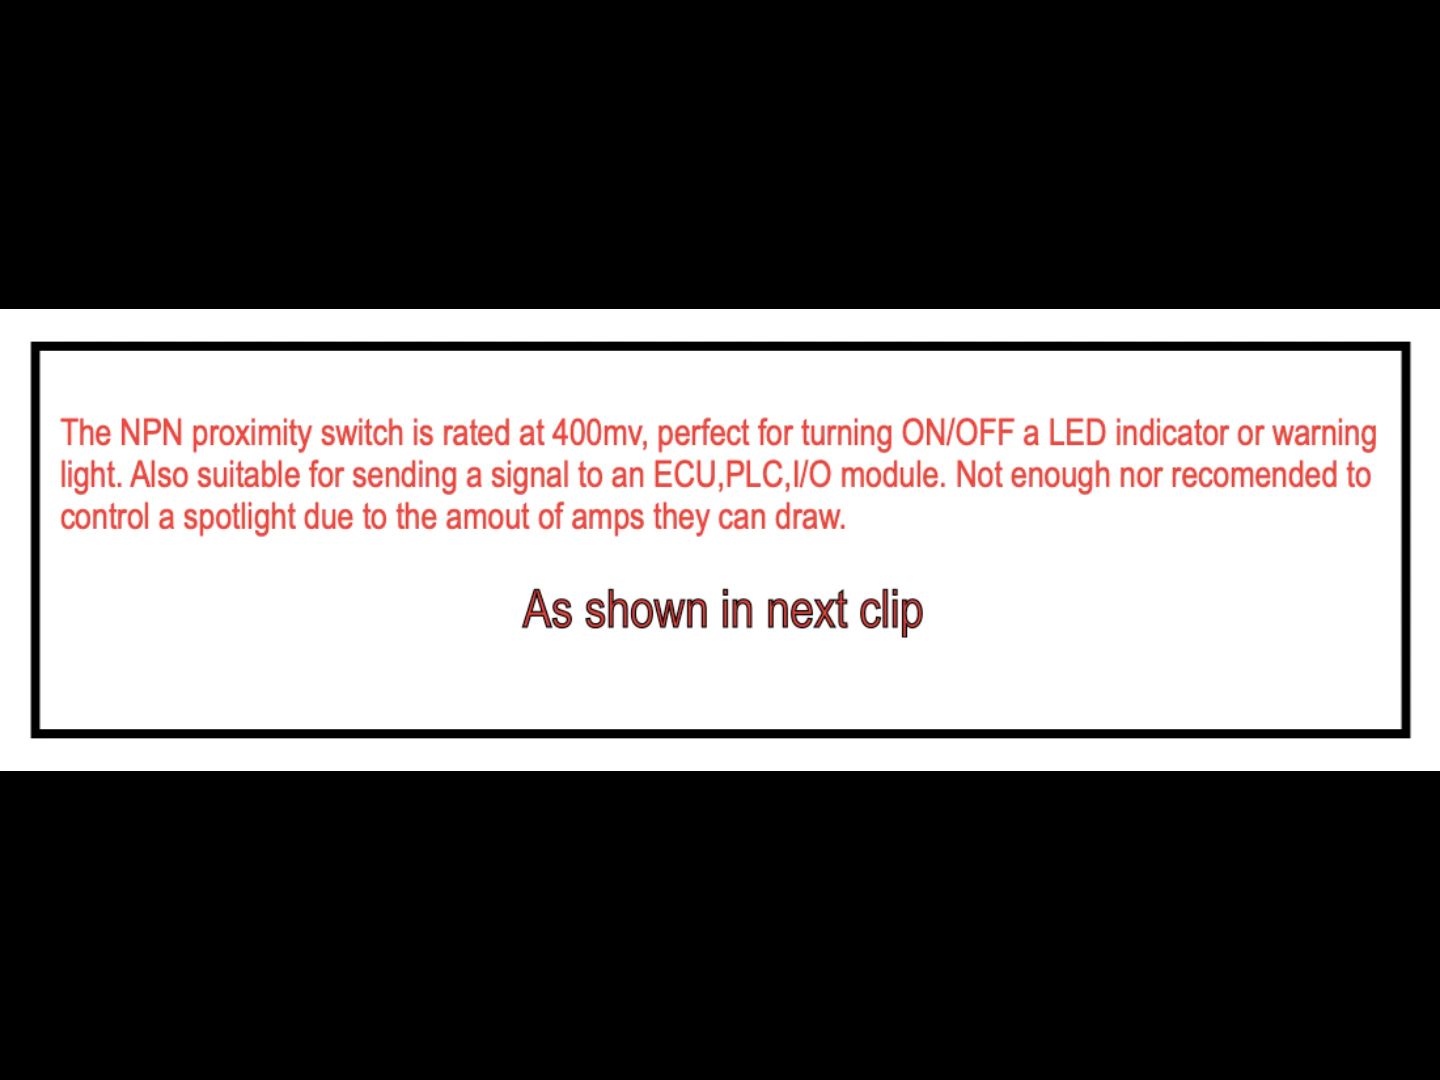 The NPN proximity switch is rated at 400mv, perfect for turning ON/OFF a LED indicator or warning
light. Also suitable for sending a signal to an ECU,PLC,I/O module. Not enough nor recomended to
control a spotlight due to the amout of amps they can draw.
As shown in next clip